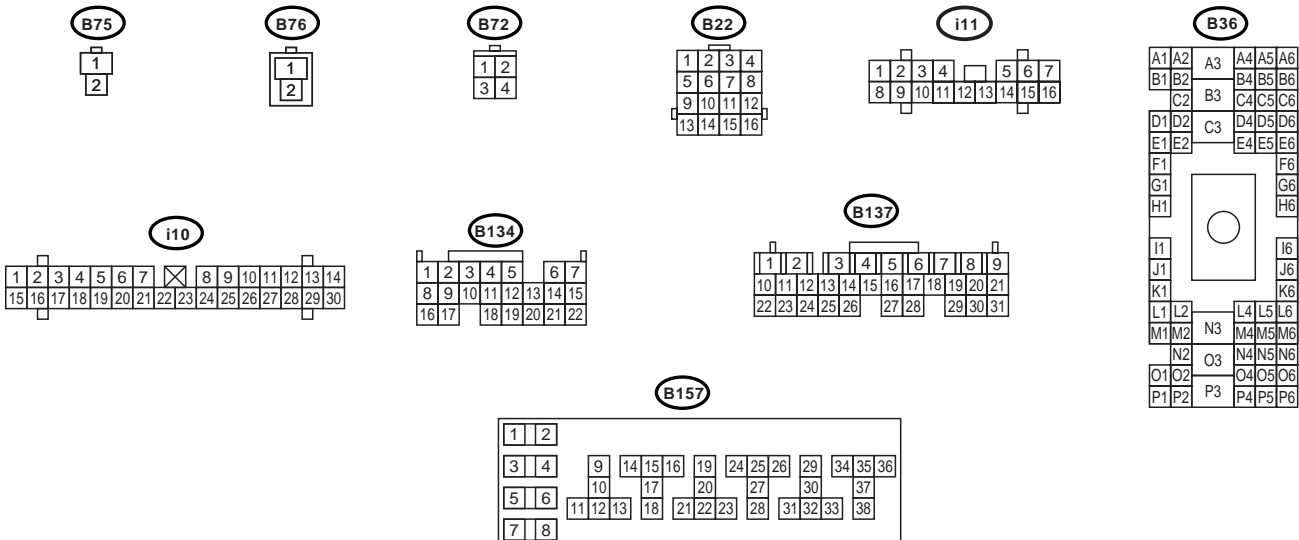 B75
1
2
B76
1
2
B72
1 2
3 4
B22
1 2 3 4
5 6 7 8
9 10 11 12
13 14 15 16
i11
1 2 3 4 5 6 7
8 9 10 11 12 13 14 15 16
B36
A1 A2 A3 A4 A5 A6
B1 B2 B3 B4 B5 B6
C2 C3 C4 C5 C6
D1 D2 D4 D5 D6
E1 E2 E4 E5 E6
F1 F6
G1 G6
H1 H6
I1 I6
J1 J6
K1 K6
L1 L2 L4 L5 L6
M1 M2 N3 M4 M5 M6
N2 O3 N4 N5 N6
O1 O2 O4 O5 O6
P1 P2 P3 P4 P5 P6
i10
1 2 3 4 5 6 7 8 9 10 11 12 13 14
15 16 17 18 19 20 21 22 23 24 25 26 27 28 29 30
B134
1 2 3 4 5 6 7
8 9 10 11 12 13 14 15
16 17 18 19 20 21 22
B137
1 2 3 4 5 6 7 8 9
10 11 12 13 14 15 16 17 18 19 20 21
22 23 24 25 26 27 28 29 30 31
B157
1 2
3 4 9 14 15 16 19 24 25 26 29 34 35 36
10 17 20 27 30 37
5 6 11 12 13 18 21 22 23 28 31 32 33 38
7 8